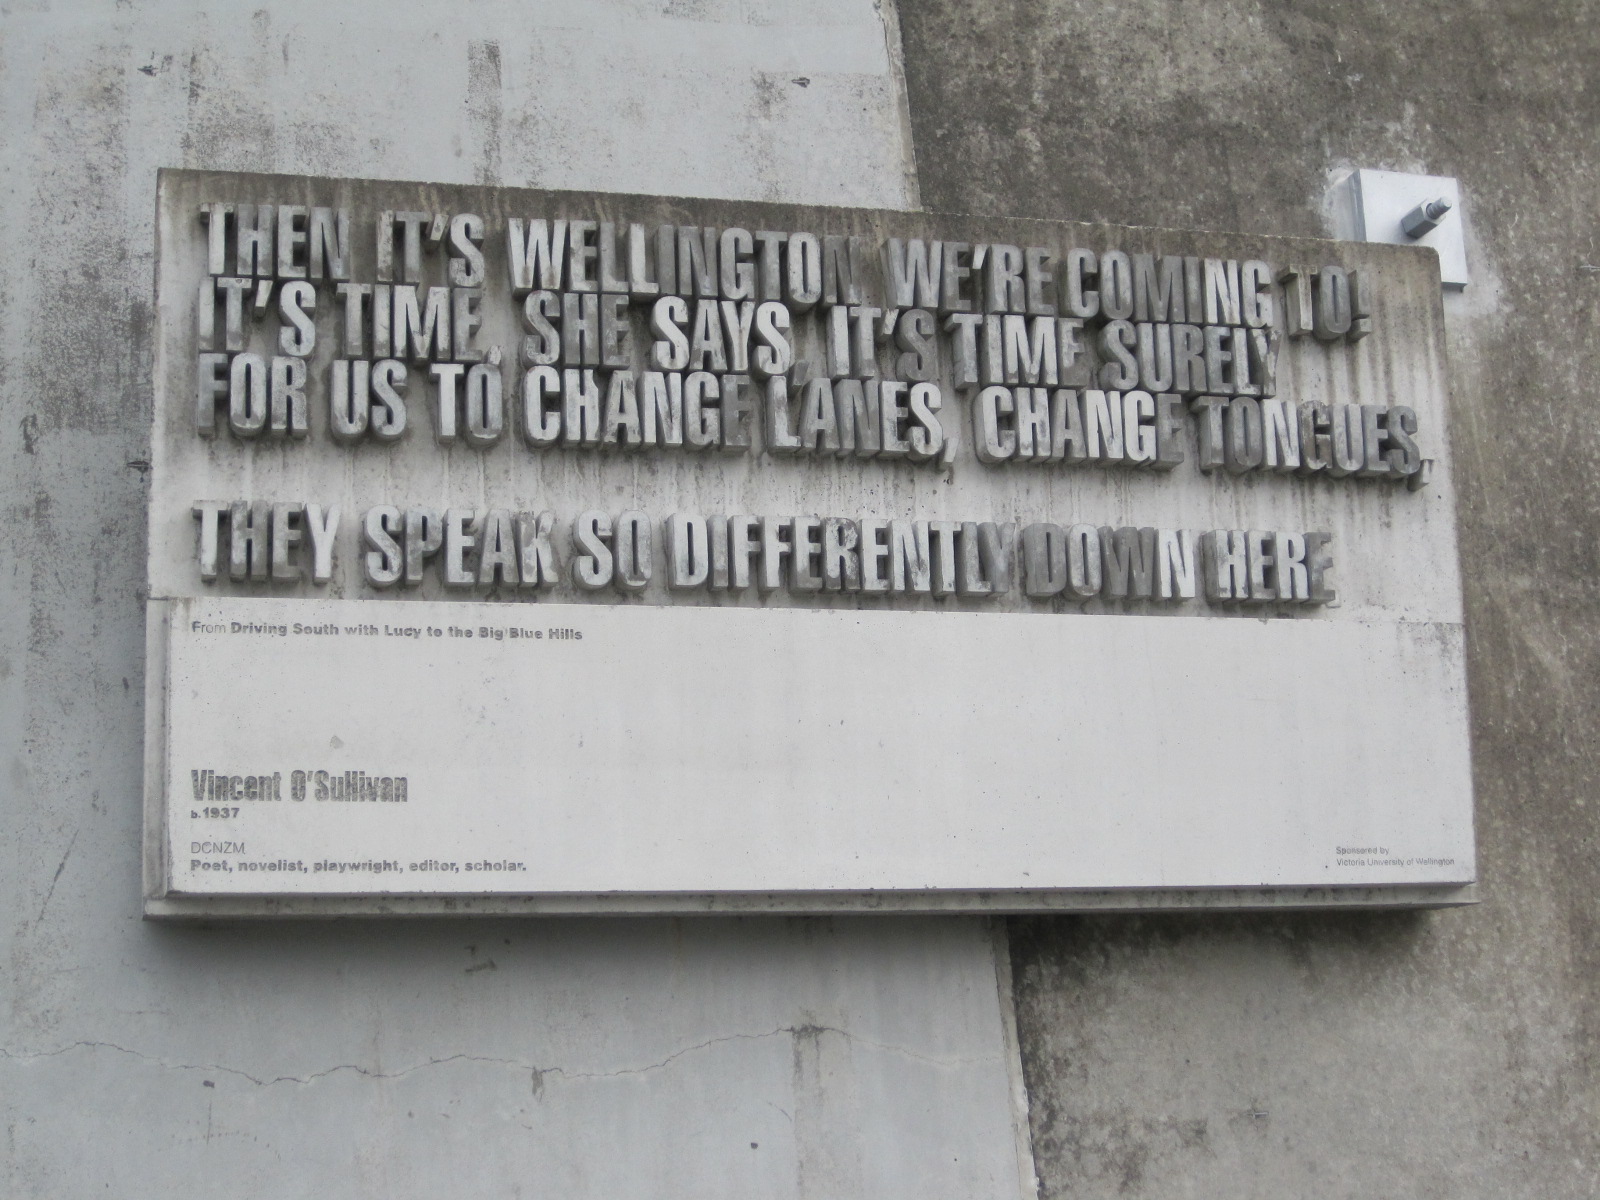 THEN IT'S WELLINGTON WE'RE COMING TO!
IT'S TIME, SHE SAYS, IT'S TIME SURELY
FOR US TO CHANGE LANES, CHANGE TONGUES,
THEY SPEAK SO DIFFERENTLY DOWN HERE
From Driving South with Lucy to the Big Blue Hills
Vincent O'Sullivan
b.1937
DCNZM
Poet, novelist, playwright, editor, scholar.
Sponsored by
Victoria University of Wellington